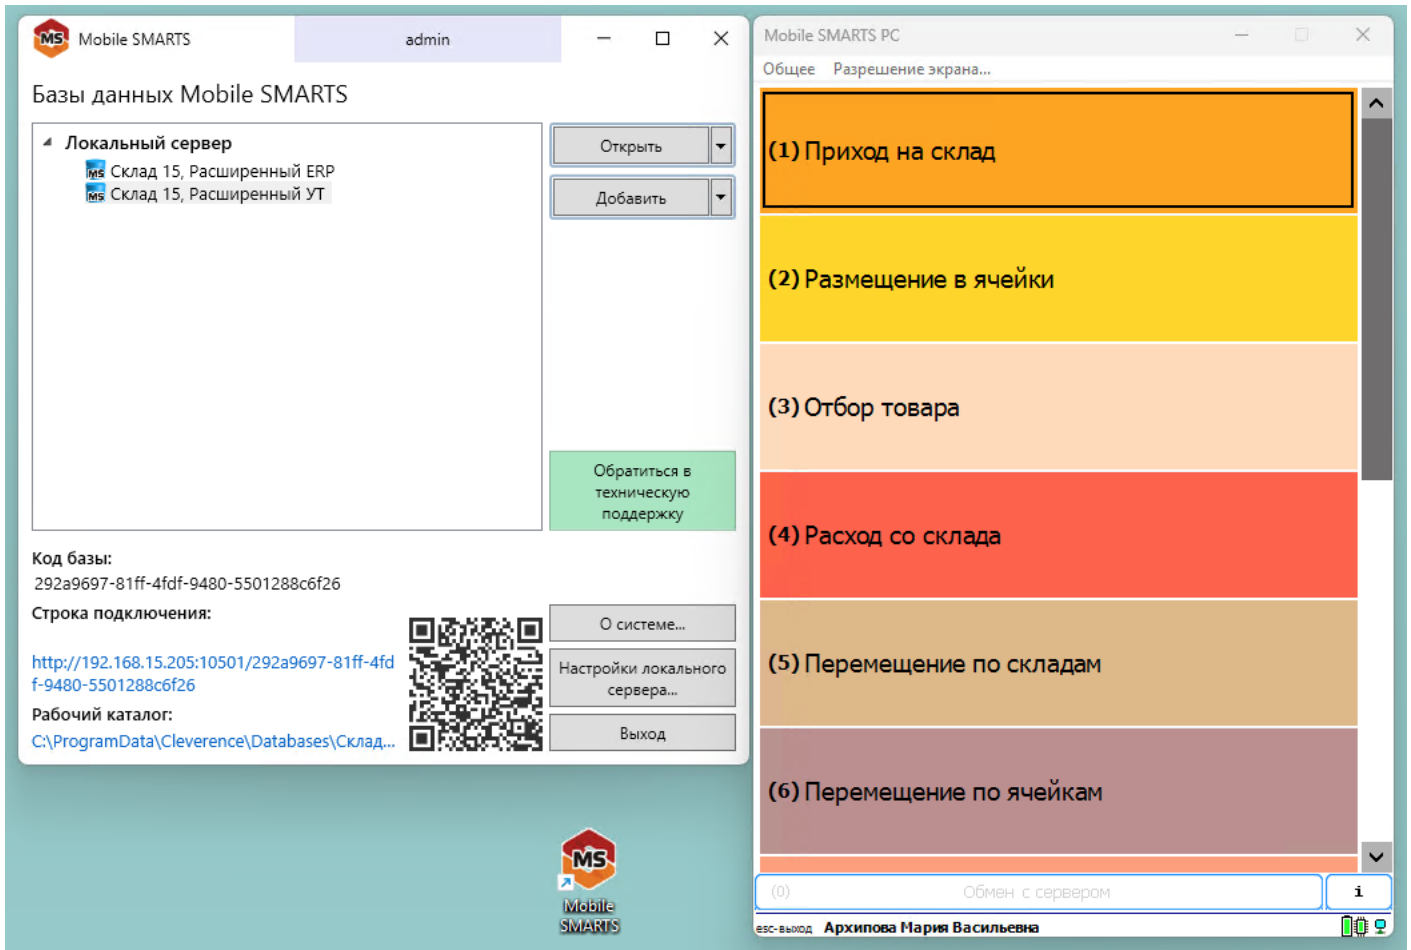 Mobile SMARTS
admin
Базы данных Mobile SMARTS
Локальный сервер
Склад 15, Расширенный ERP
Склад 15, Расширенный УТ
Открыть
Добавить
Обратиться в
техническую
поддержку
Код базы:
292a9697-81ff-4fdf-9480-5501288c6f26
Строка подключения:
http://192.168.15.205:10501/292a9697-81ff-4fd
f-9480-5501288c6f26
Рабочий каталог:
C:\ProgramData\Cleverence\Databases\Склад...
О системе...
Настройки локального
сервера...
Выход
MS
Mobile
SMARTS
Mobile SMARTS PC
Общее Разрешение экрана...
(1) Приход на склад
(2) Размещение в ячейки
(3) Отбор товара
(4) Расход со склада
(5) Перемещение по складам
(6) Перемещение по ячейкам
(0) Обмен с сервером
i
esc-выход Архипова Мария Васильевна